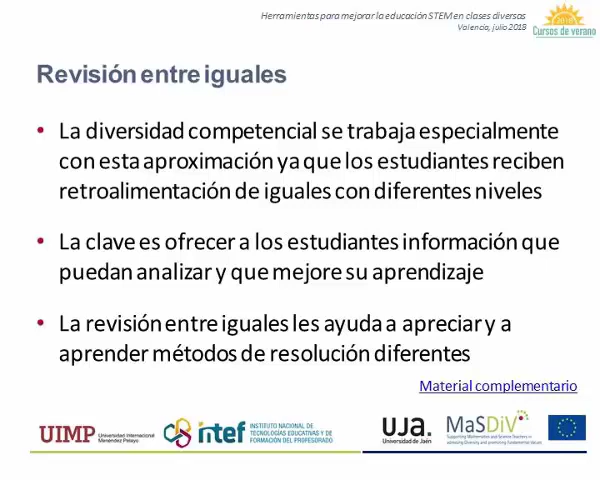 Herramientas para mejorar la educación STEM en clases diversas
Valencia, julio 2018
Cursos de verano
Revisión entre iguales
• La diversidad competencial se trabaja especialmente
con esta aproximación ya que los estudiantes reciben
retroalimentación de iguales con diferentes niveles
• La clave es ofrecer a los estudiantes información que
puedan analizar y que mejore su aprendizaje
• La revisión entre iguales les ayuda a apreciar y a
aprender métodos de resolución diferentes
Material complementario
UIMP
Universidad Internacional
Menéndez Pelayo
intef
INSTITUTO NACIONAL DE
TECNOLOGÍAS EDUCATIVAS Y DE
FORMACIÓN DEL PROFESORADO
uja.
Universidad de Jaén
MaSDiV
Supporting Mathematics and Science Teachers in
addressing Diversity and promoting Fundamental Values